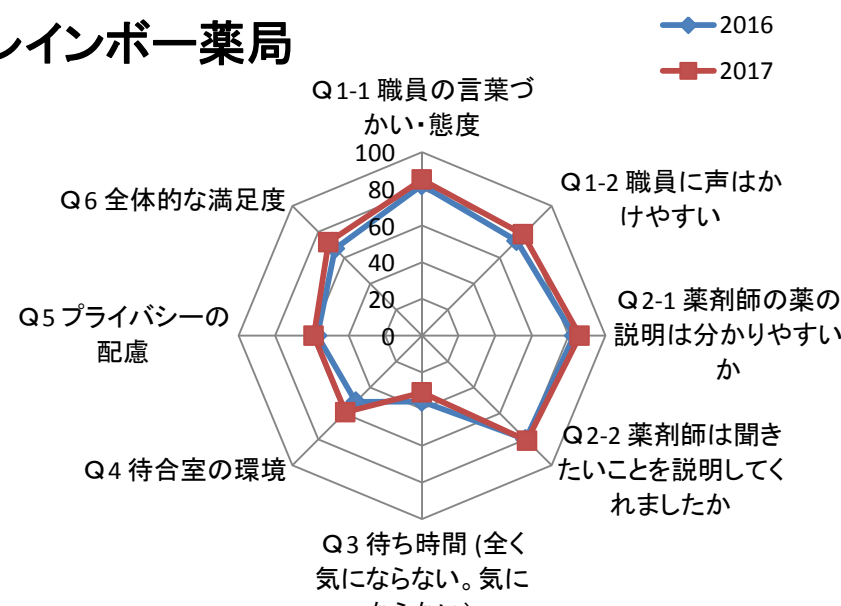 レインボー薬局
2016
2017
Q1-1 職員の言葉づ
かい・態度
100
80
60
40
20
0
Q1-2 職員に声はか
けやすい
Q2-1 薬剤師の薬の
説明は分かりやすい
か
Q2-2 薬剤師は聞き
たいことを説明してく
れましたか
Q3 待ち時間 (全く
気にならない。気に
Q4 待合室の環境
Q5 プライバシーの
配慮
Q6 全体的な満足度